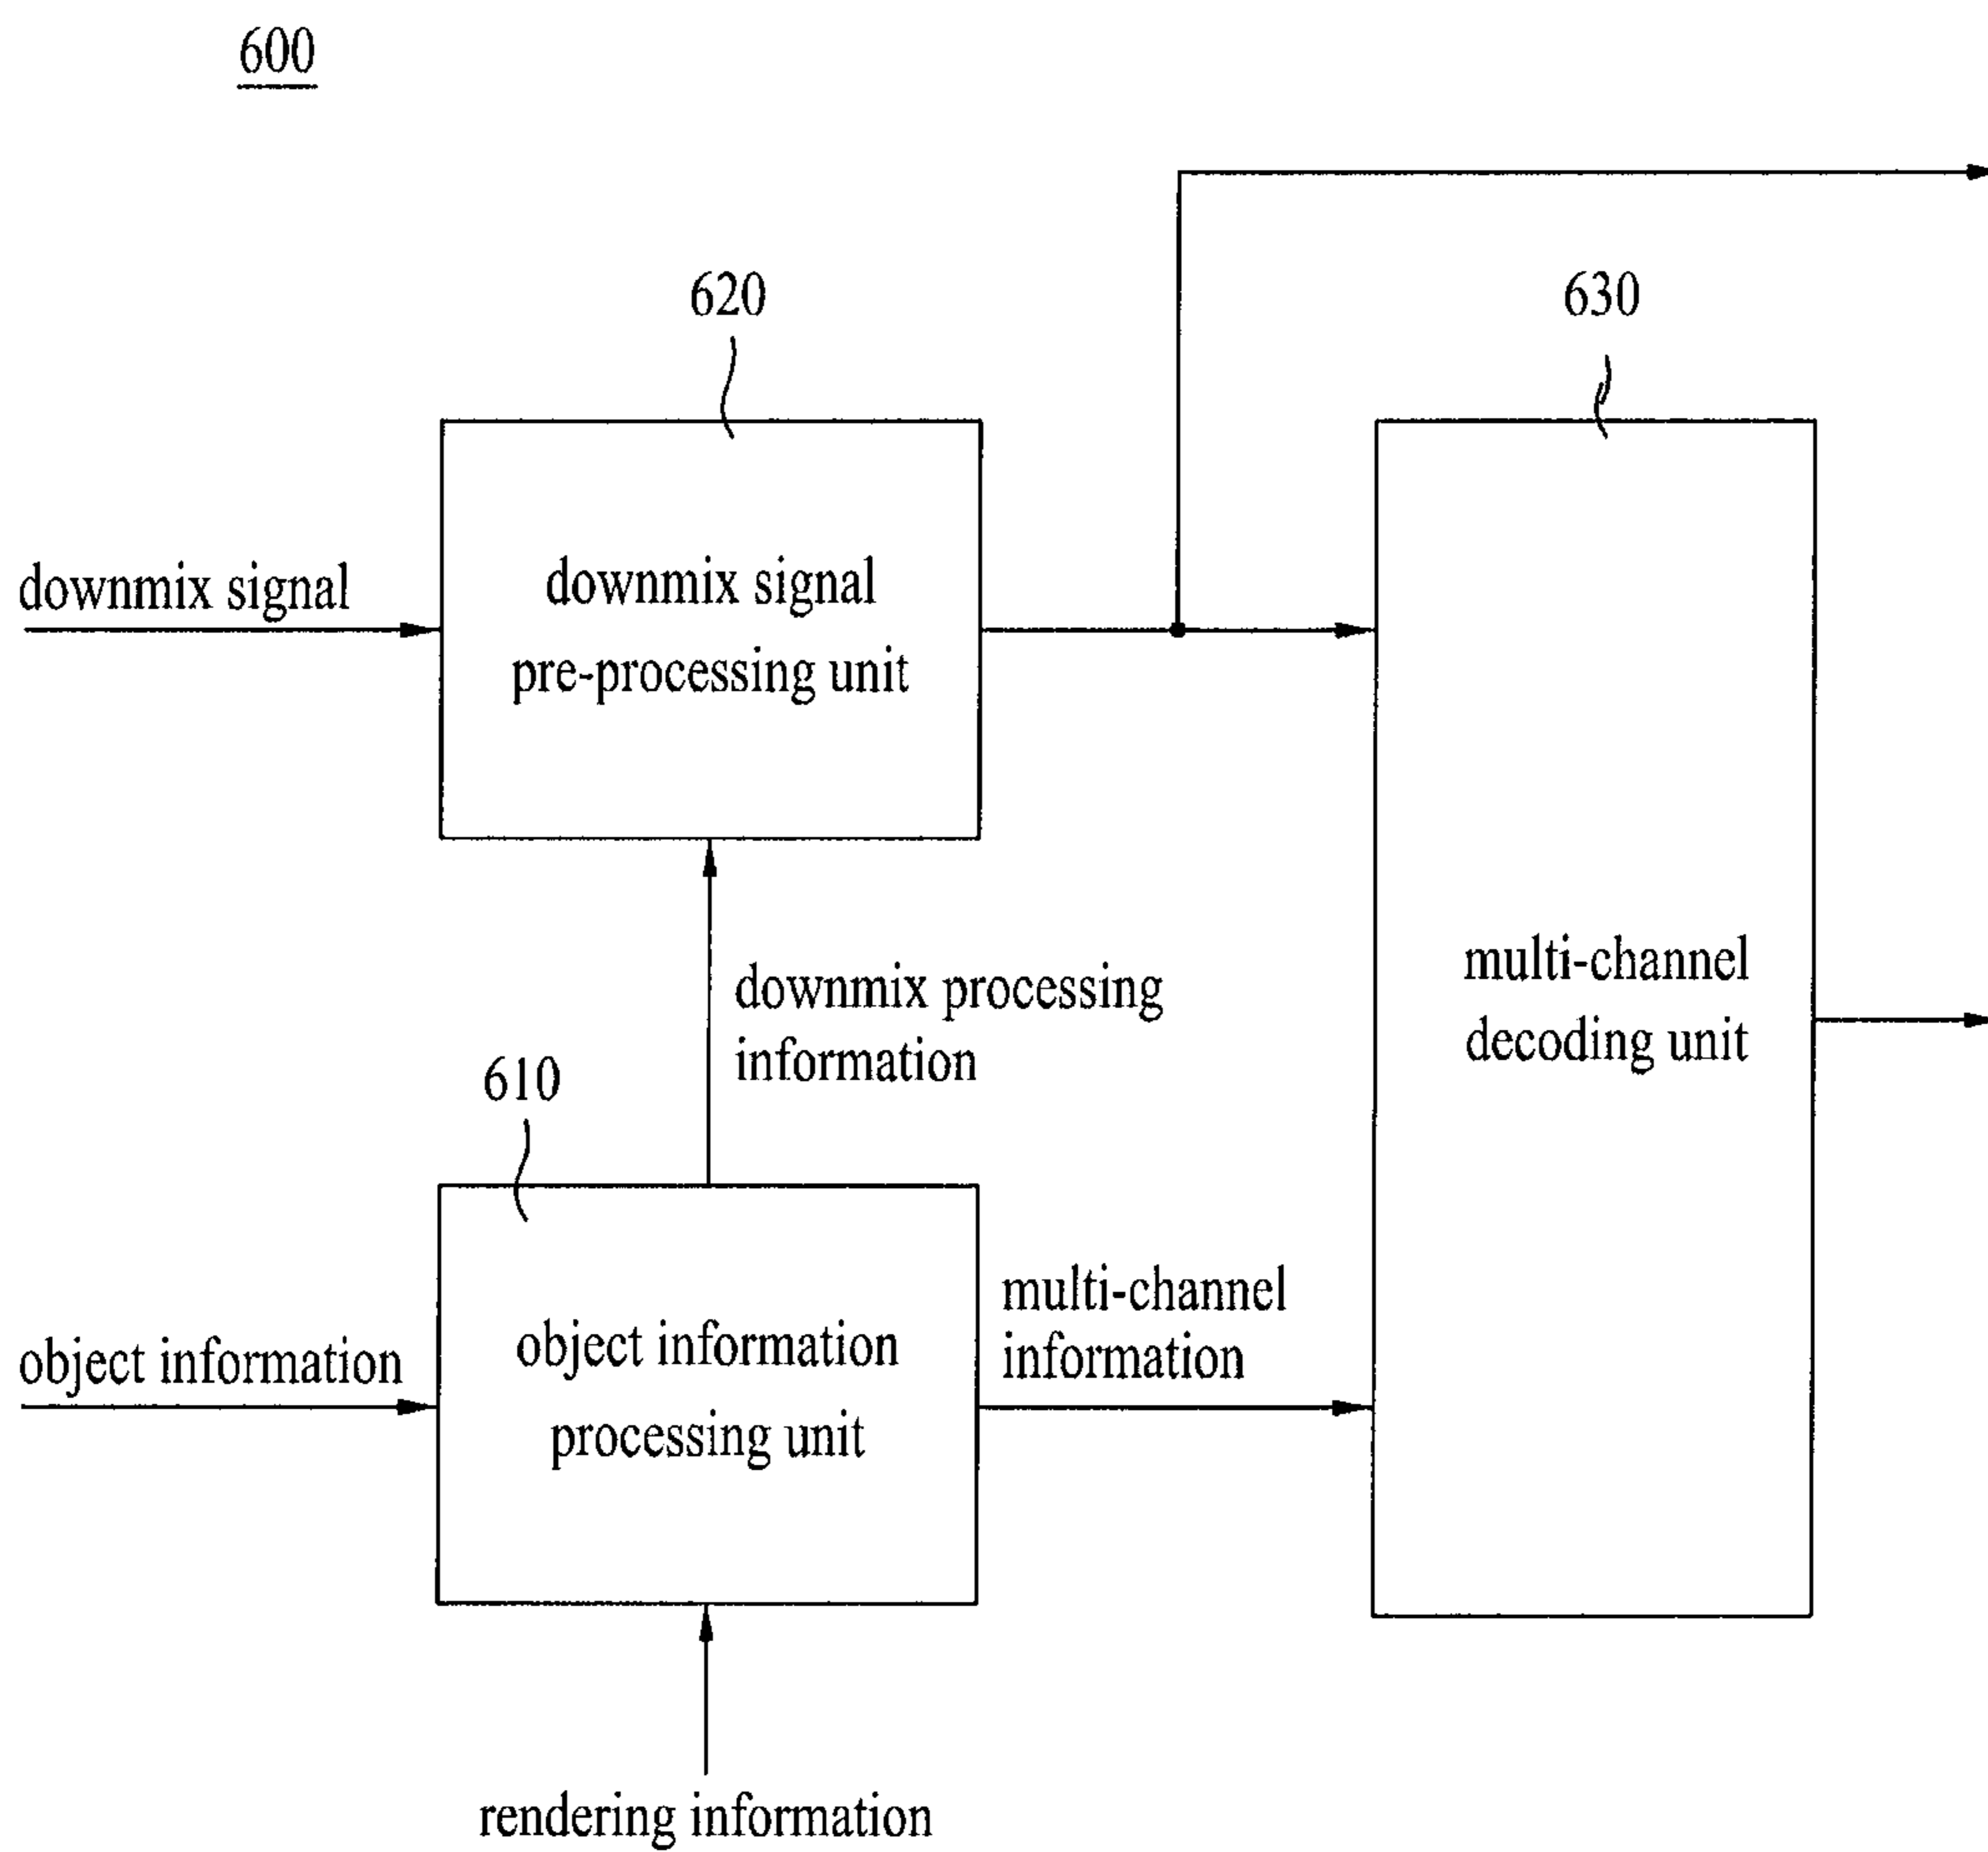 600
620
630
downmix signal
downmix signal
pre-processing unit
downmix processing
information
multi-channel
decoding unit
610
object information
object information
processing unit
multi-channel
information
rendering information